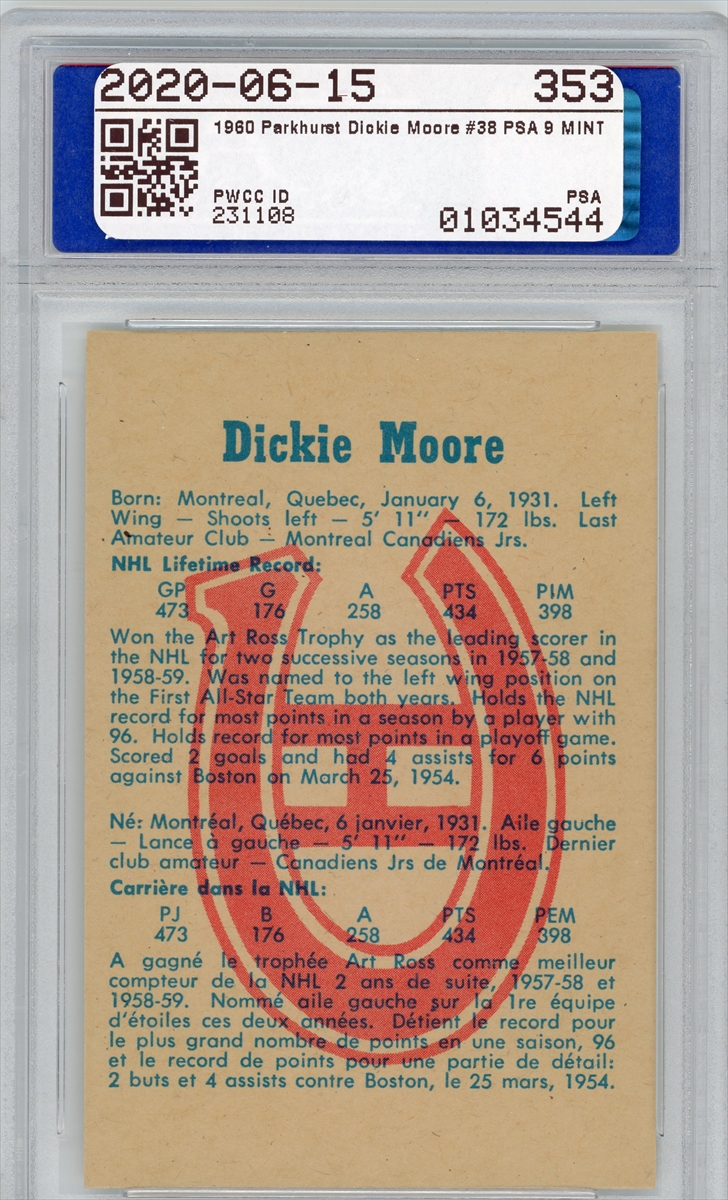 2020-06-15 353
1960 Parkhurst Dickie Moore #38 PSA 9 MINT
PWCC ID PSA
231108 01034544
Dickie Moore
Born: Montreal, Quebec, January 6, 1931. Left
Wing — Shoots left — 5' 11" — 172 lbs. Last
Amateur Club — Montreal Canadiens Jrs.
NHL Lifetime Record:
GP G A PTS PIM
473 176 258 434 398
Won the Art Ross Trophy as the leading scorer in
the NHL for two successive seasons in 1957-58 and
1958-59. Was named to the left wing position on
the First All-Star Team both years. Holds the NHL
record for most points in a season by a player with
96. Holds record for most points in a playoff game.
Scored 2 goals and had 4 assists for 6 points
against Boston on March 25, 1954.
Né: Montréal, Québec, 6 janvier, 1931. Aile gauche
— Lance à gauche — 5' 11" — 172 lbs. Dernier
club amateur — Canadiens Jrs de Montréal.
Carrière dans la NHL:
PJ B A PTS PEM
473 176 258 434 398
A gagné le trophée Art Ross comme meilleur
compteur de la NHL 2 ans de suite, 1957-58 et
1958-59. Nommé aile gauche sur la 1re équipe
d'étoiles ces deux années. Détient le record pour
le plus grand nombre de points en une saison, 96
et le record de points pour une partie de détail:
2 buts et 4 assists contre Boston, le 25 mars, 1954.